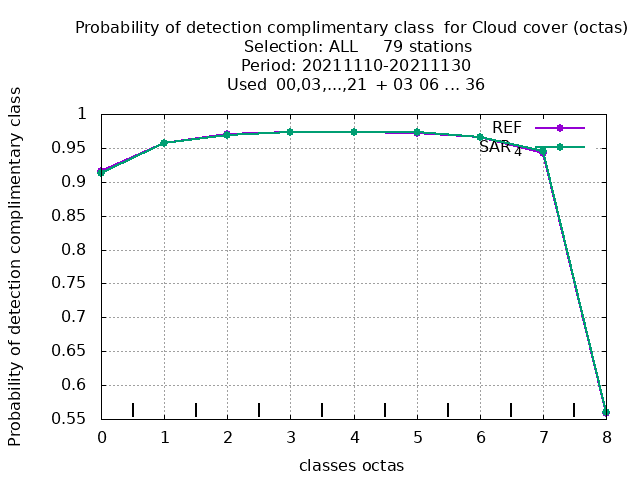 Probability of detection complimentary class  for Cloud cover (octas)
Selection: ALL     79 stations
Period: 20211110-20211130
Used  00,03,...,21  + 03 06 ... 36
Probability of detection complimentary class
1
0.95
0.9
0.85
0.8
0.75
0.7
0.65
0.6
0.55
REF
SAR 4
0 1 2 3 4 5 6 7 8
classes octas